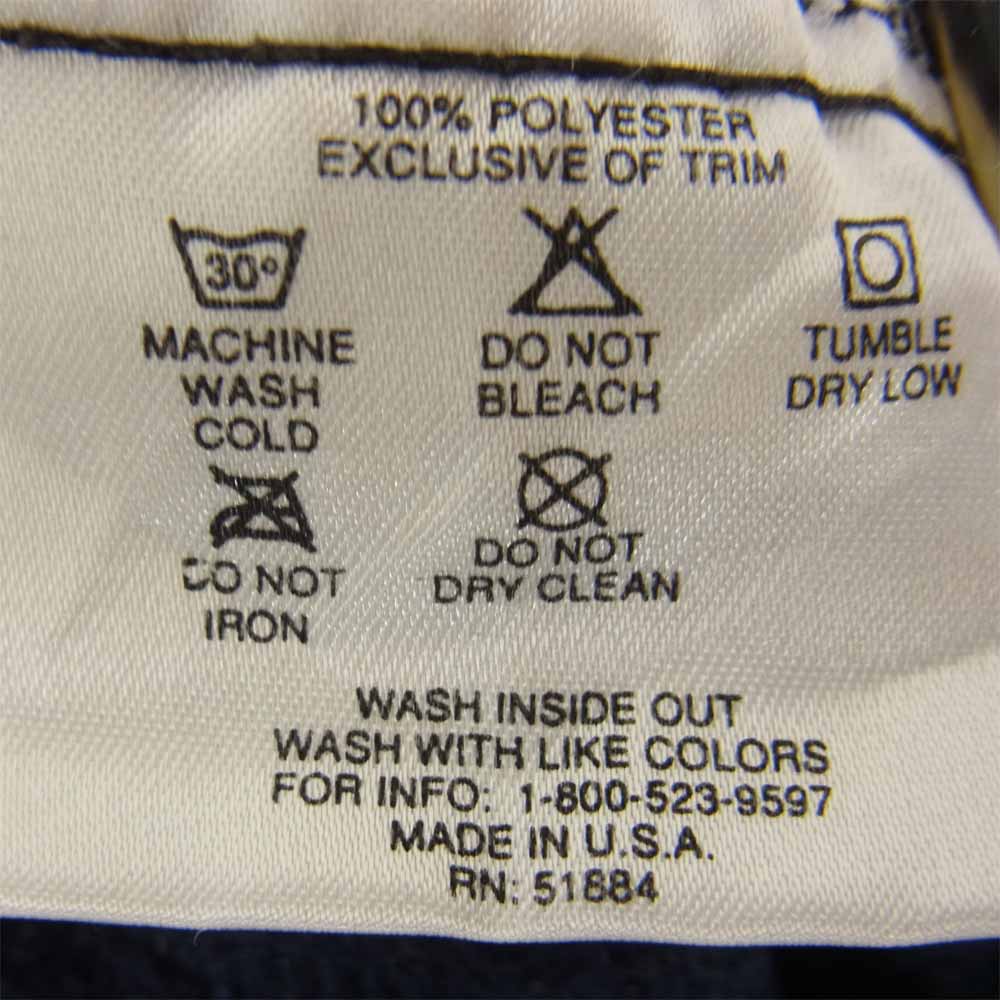 100% POLYESTER
EXCLUSIVE OF TRIM
30°
MACHINE
WASH
COLD
DO NOT
BLEACH
TUMBLE
DRY LOW
DO NOT
IRON
DO NOT
DRY CLEAN
WASH INSIDE OUT
WASH WITH LIKE COLORS
FOR INFO: 1-800-523-9597
MADE IN U.S.A.
RN: 51884